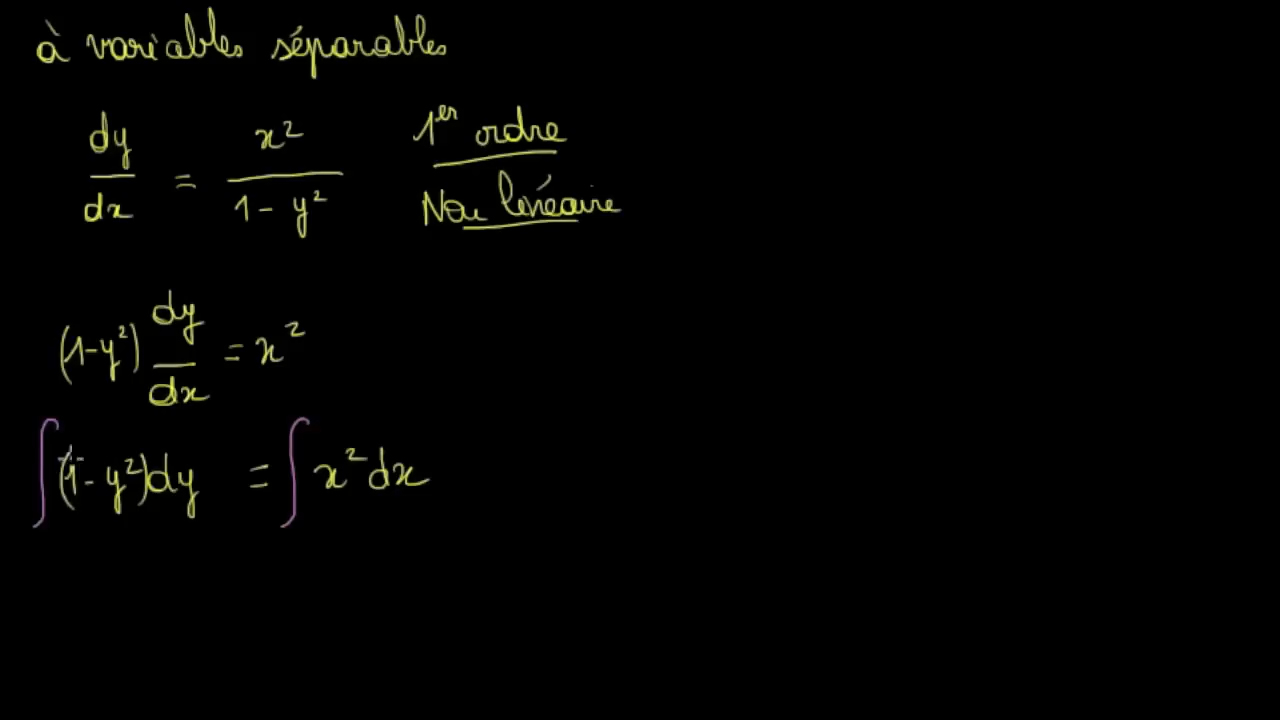 à variables séparables
dy/dx = x²/(1 - y²) 1er ordre
Non linéaire
(1-y²) dy/dx = x²
∫(1 - y²)dy = ∫x²dx